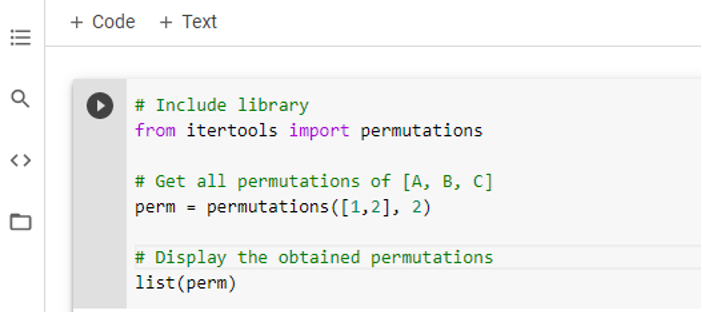 + Code + Text
# Include library
from itertools import permutations
# Get all permutations of [A, B, C]
perm = permutations([1,2], 2)
# Display the obtained permutations
list(perm)